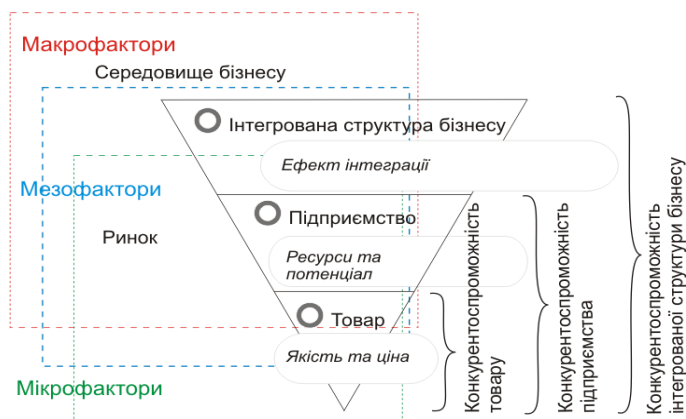 Макрофактори
Середовище бізнесу
Інтегрована структура бізнесу
Ефект інтеграції
Мезофактори
Підприємство
Ринок
Ресурси та
потенціал
Товар
Якість та ціна
Мікрофактори
Конкурентоспроможність
товару
Конкурентоспроможність
підприємства
Конкурентоспроможність
інтегрованої структури бізнесу